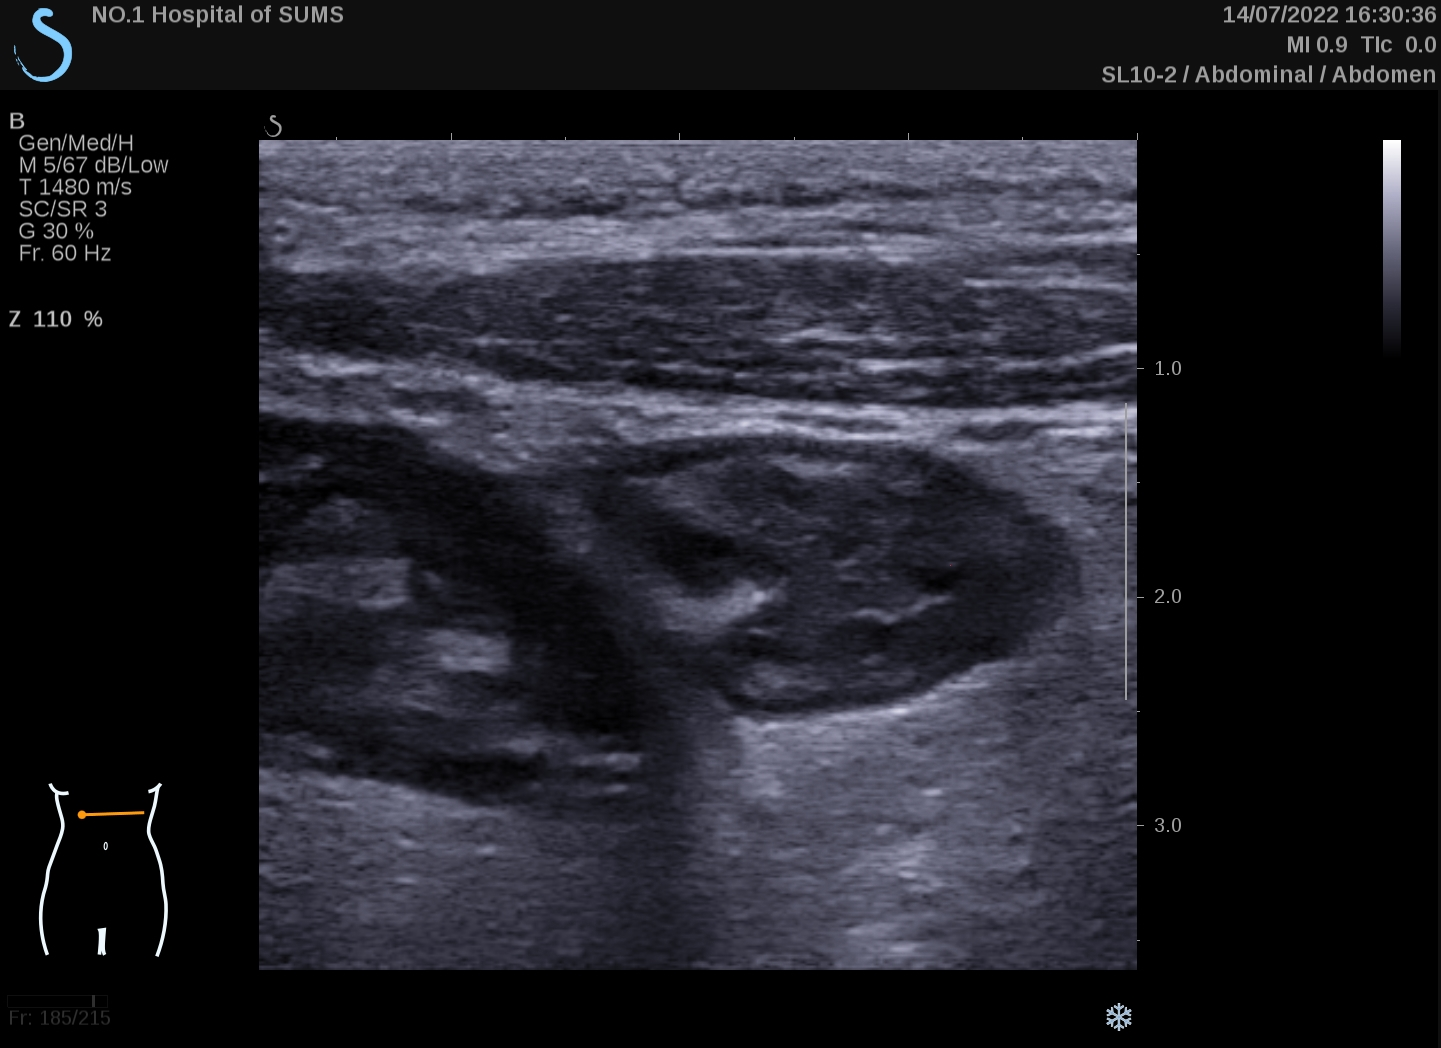 NO.1 Hospital of SUMS
14/07/2022 16:30:36
MI 0.9 TIc 0.0
SL10-2 / Abdominal / Abdomen
B
Gen/Med/H
M 5/67 dB/Low
T 1480 m/s
SC/SR 3
G 30 %
Fr. 60 Hz
Z 110 %
1.0
2.0
3.0
Fr: 185/215